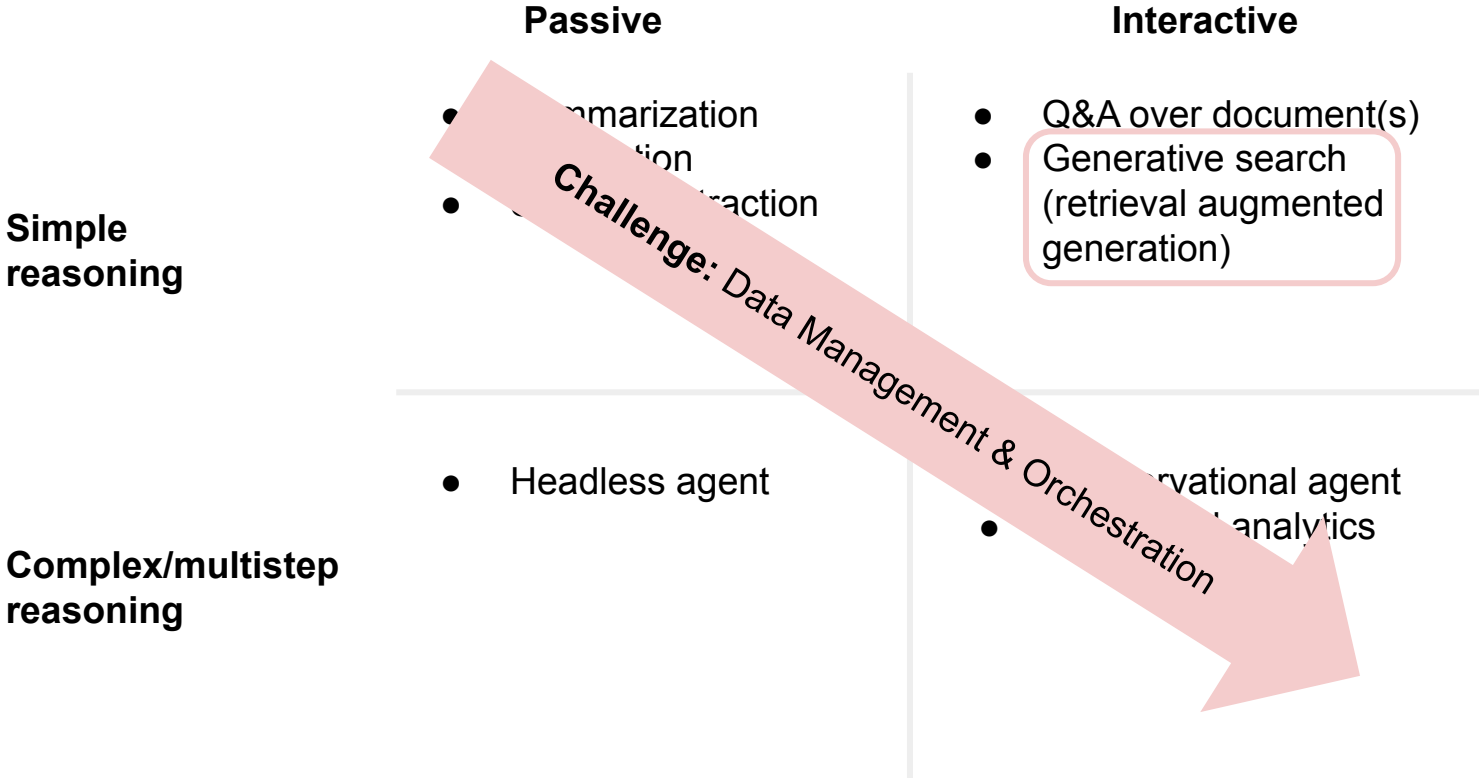 Passive
Interactive
Simple
reasoning
● mmarization
tion
● raction
● Q&A over document(s)
● Generative search
(retrieval augmented
generation)
Challenge: Data Management & Orchestration
Complex/multistep
reasoning
● Headless agent
rvational agent
● analytics